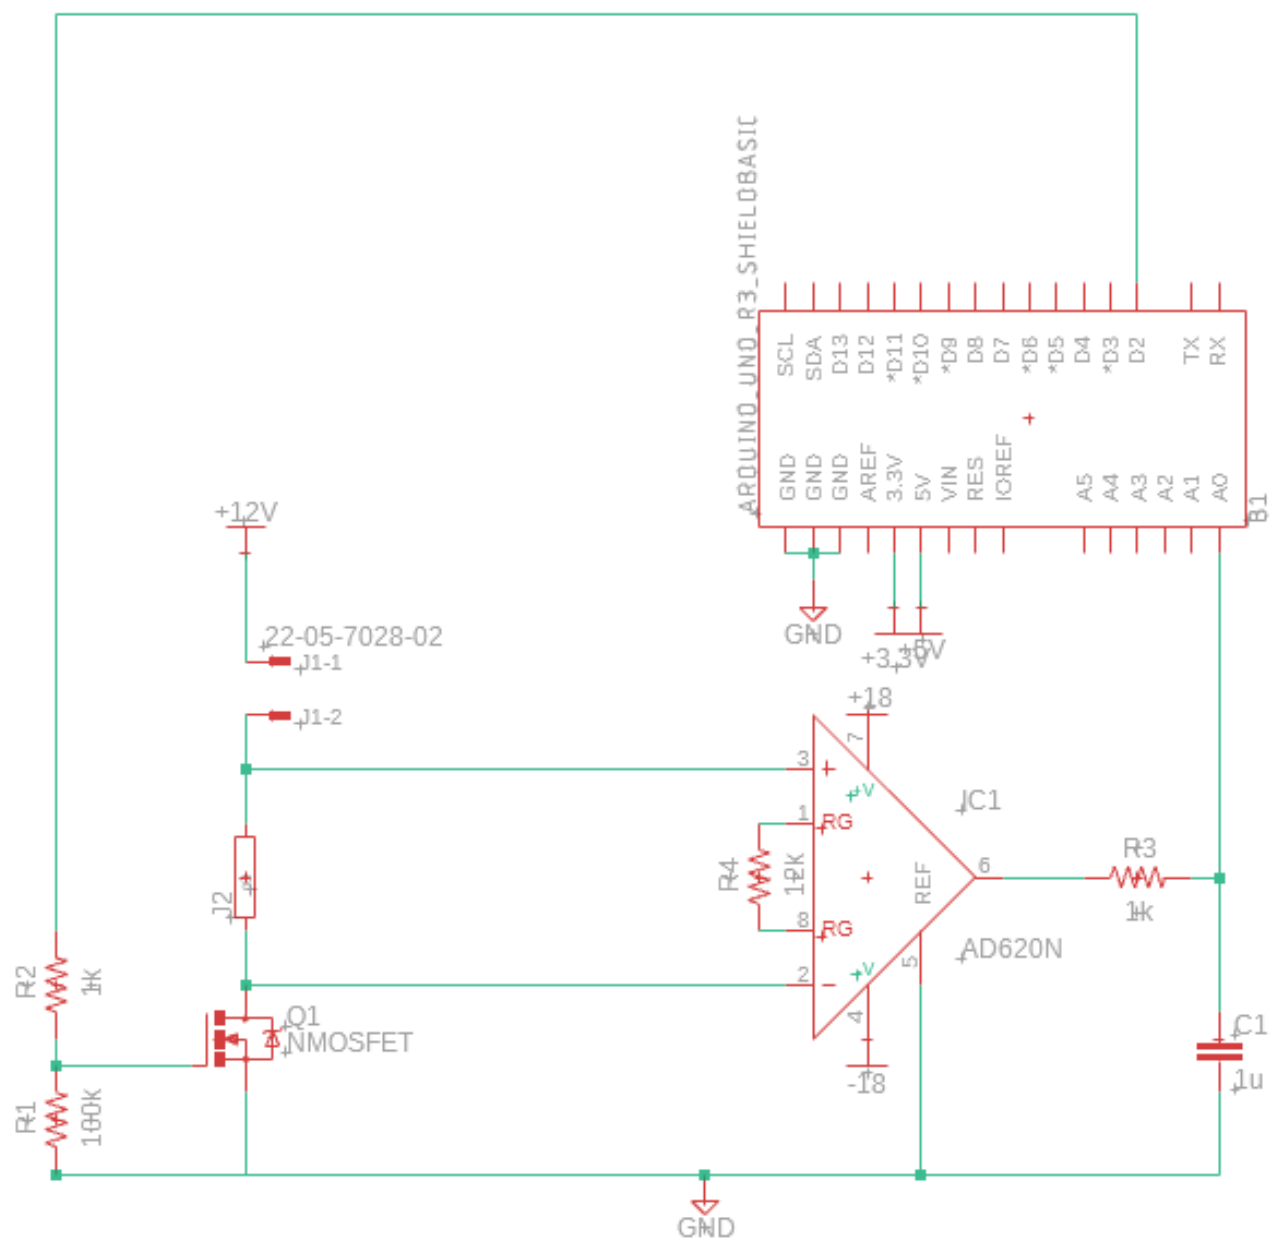 ARDUINO_UNO_R3_SHIELDBASIC
SCL
SDA
D13
D12
*D11
*D10
*D9
D8
D7
*D6
*D5
D4
*D3
D2
TX
RX
GND
GND
GND
AREF
3.3V
5V
VIN
RES
IOREF
A5
A4
A3
A2
A1
A0
B1
+12V
22-05-7028-02
J1-1
J1-2
GND
+3.3V
+5V
+18
7
3
+V
IC1
1
RG
R4
12K
REF
6
R3
1k
J2
8
RG
AD620N
5
2
+V
4
R2
1K
Q1
NMOSFET
-18
C1
1u
R1
100K
GND